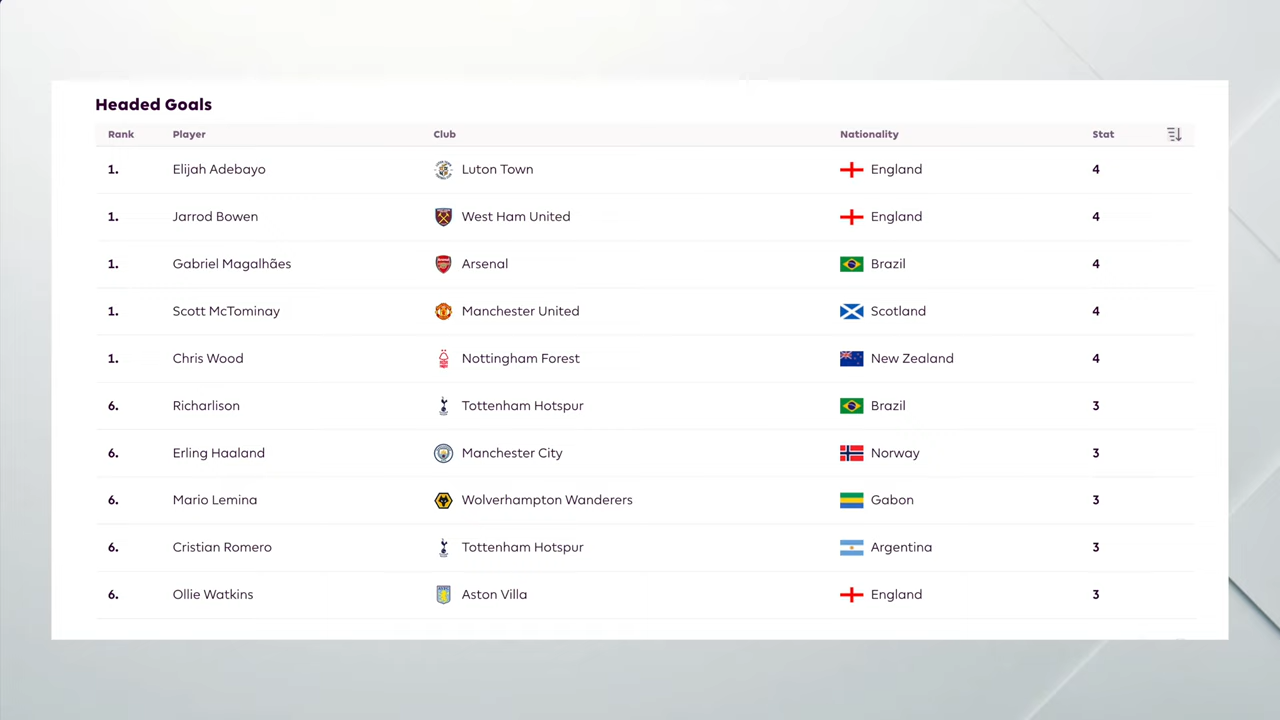 Headed Goals
Rank Player Club Nationality Stat
1. Elijah Adebayo Luton Town England 4
1. Jarrod Bowen West Ham United England 4
1. Gabriel Magalhães Arsenal Brazil 4
1. Scott McTominay Manchester United Scotland 4
1. Chris Wood Nottingham Forest New Zealand 4
6. Richarlison Tottenham Hotspur Brazil 3
6. Erling Haaland Manchester City Norway 3
6. Mario Lemina Wolverhampton Wanderers Gabon 3
6. Cristian Romero Tottenham Hotspur Argentina 3
6. Ollie Watkins Aston Villa England 3